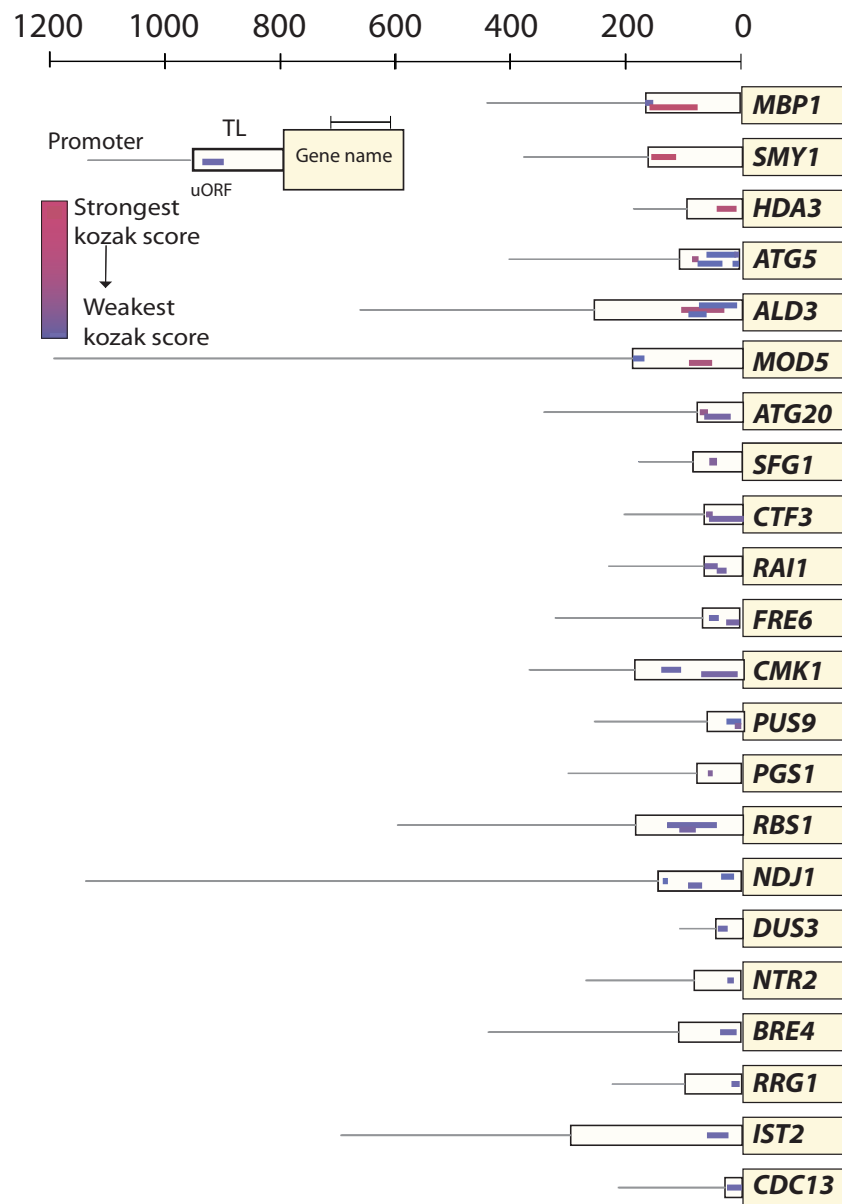 1200 1000 800 600 400 200 0
MBP1
Promoter
TL
Gene name
uORF
SMY1
Strongest
kozak score
Weakest
kozak score
HDA3
ATG5
ALD3
MOD5
ATG20
SFG1
CTF3
RAI1
FRE6
CMK1
PUS9
PGS1
RBS1
NDJ1
DUS3
NTR2
BRE4
RRG1
IST2
CDC13